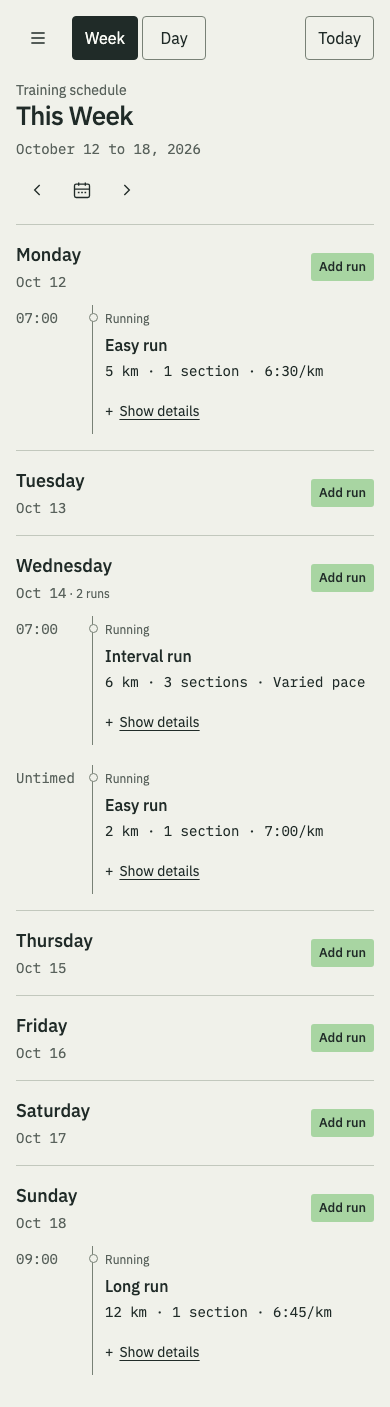 Week Day Today
Training schedule
This Week
October 12 to 18, 2026
Monday
Add run
Oct 12
07:00 Running
Easy run
5 km · 1 section · 6:30/km
+ Show details
Tuesday
Add run
Oct 13
Wednesday
Add run
Oct 14 · 2 runs
07:00 Running
Interval run
6 km · 3 sections · Varied pace
+ Show details
Untimed Running
Easy run
2 km · 1 section · 7:00/km
+ Show details
Thursday
Add run
Oct 15
Friday
Add run
Oct 16
Saturday
Add run
Oct 17
Sunday
Add run
Oct 18
09:00 Running
Long run
12 km · 1 section · 6:45/km
+ Show details